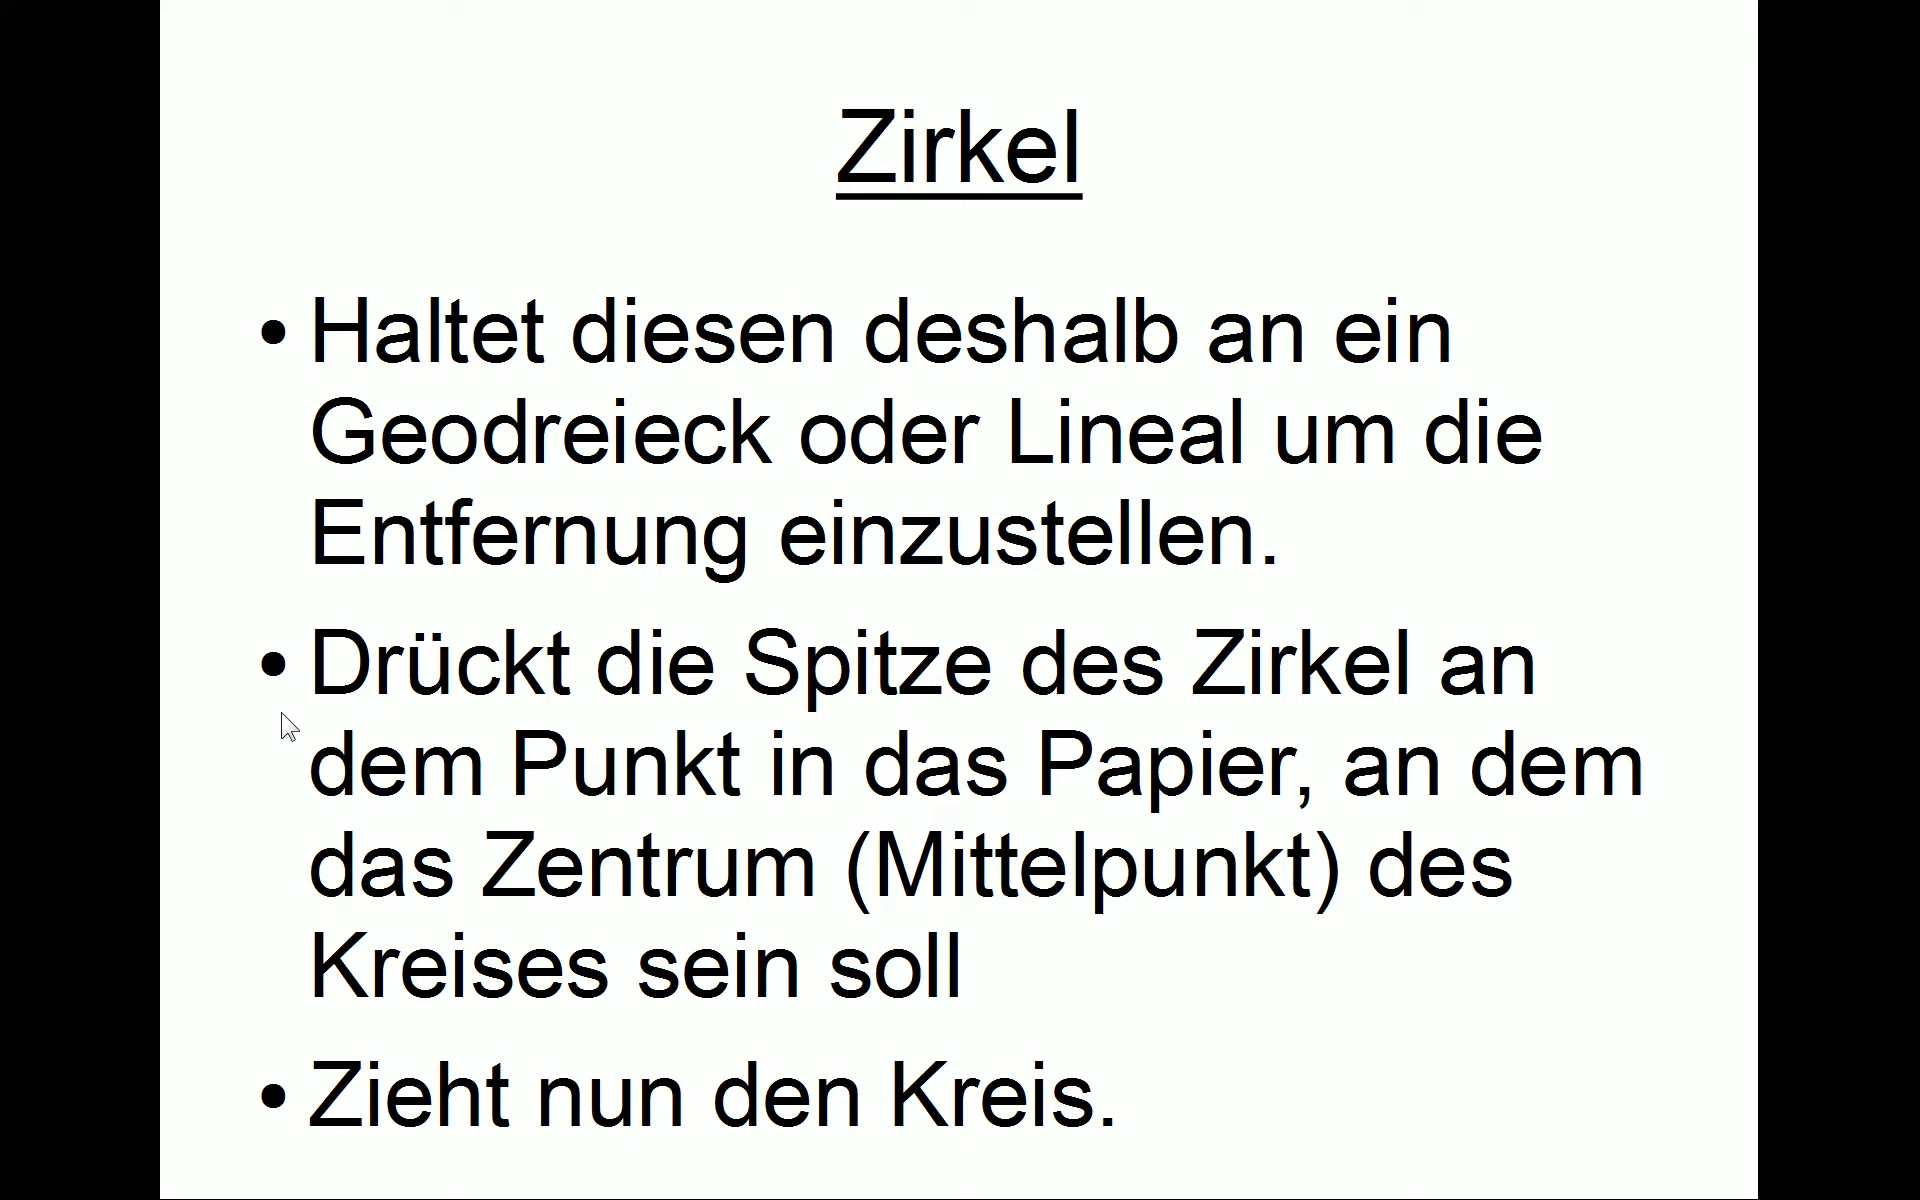 Zirkel
• Haltet diesen deshalb an ein
Geodreieck oder Lineal um die
Entfernung einzustellen.
• Drückt die Spitze des Zirkel an
dem Punkt in das Papier, an dem
das Zentrum (Mittelpunkt) des
Kreises sein soll
• Zieht nun den Kreis.